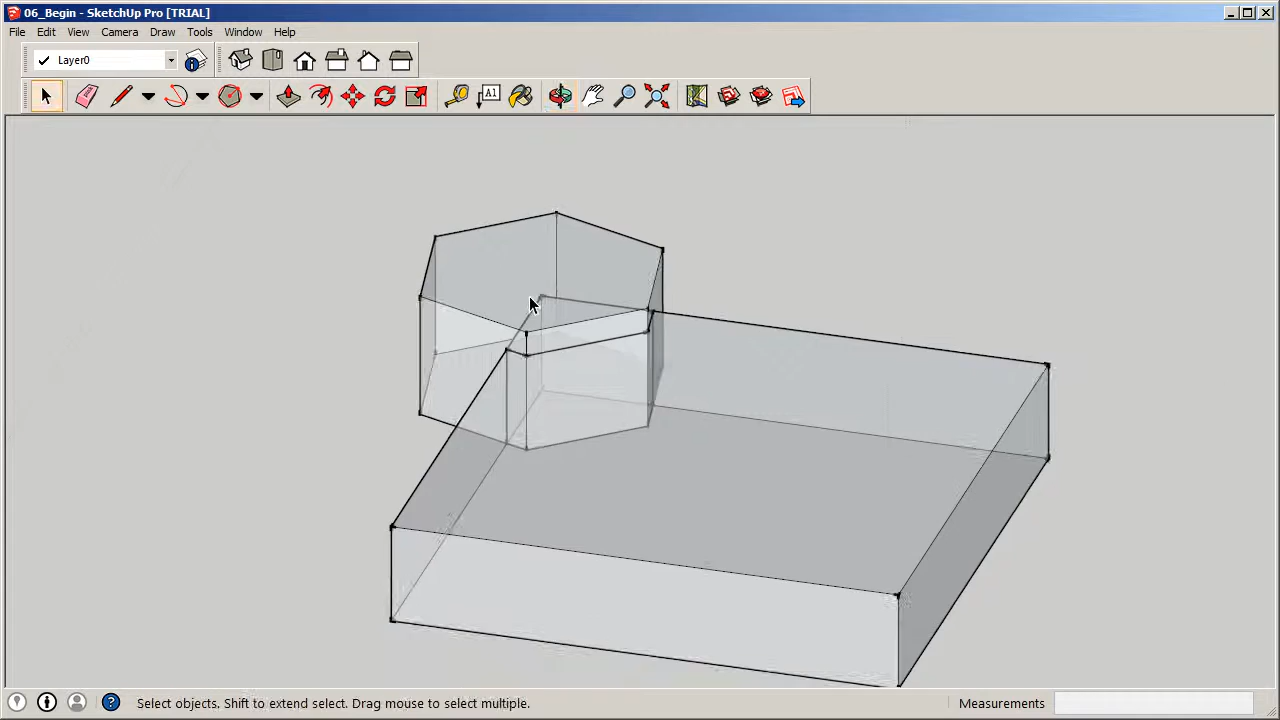 06_Begin - SketchUp Pro [TRIAL]
File Edit View Camera Draw Tools Window Help
Layer0
A1
Select objects. Shift to extend select. Drag mouse to select multiple.
Measurements